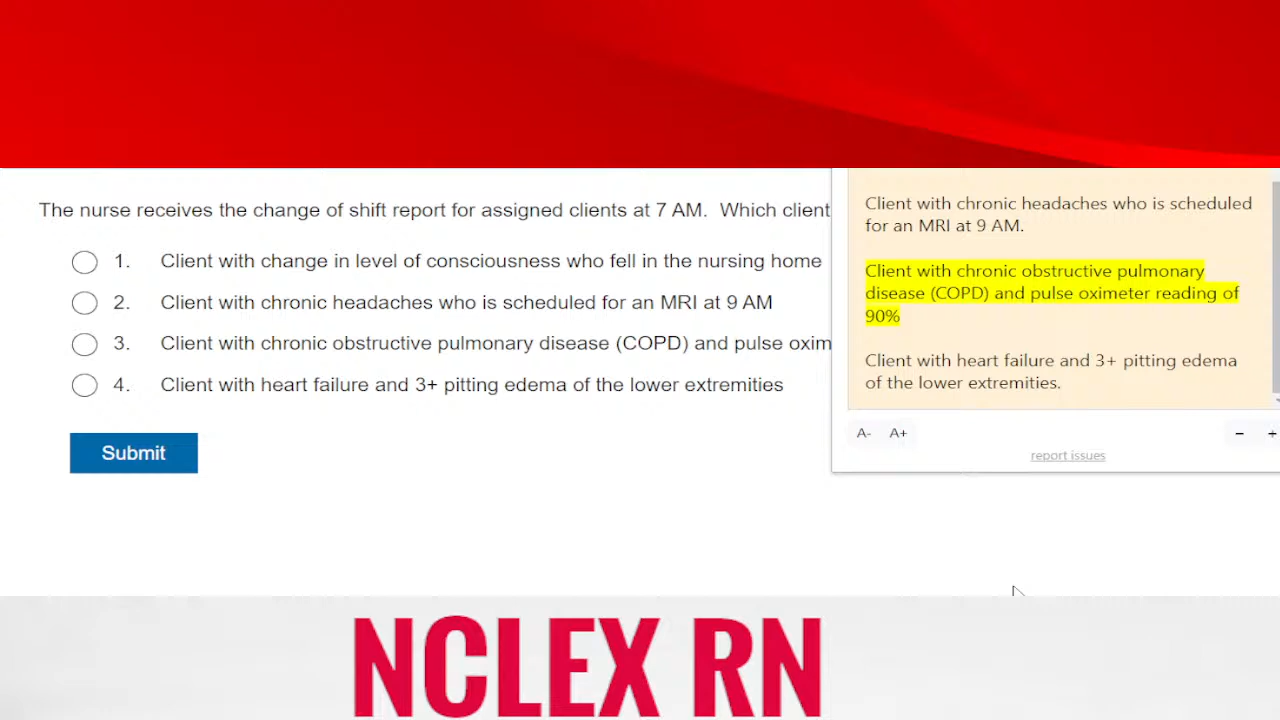 The nurse receives the change of shift report for assigned clients at 7 AM. Which client
1. Client with change in level of consciousness who fell in the nursing home
2. Client with chronic headaches who is scheduled for an MRI at 9 AM
3. Client with chronic obstructive pulmonary disease (COPD) and pulse oxim
4. Client with heart failure and 3+ pitting edema of the lower extremities
Submit
Client with chronic headaches who is scheduled
for an MRI at 9 AM.
Client with chronic obstructive pulmonary
disease (COPD) and pulse oximeter reading of
90%
Client with heart failure and 3+ pitting edema
of the lower extremities.
A- A+ − +
report issues
NCLEX RN